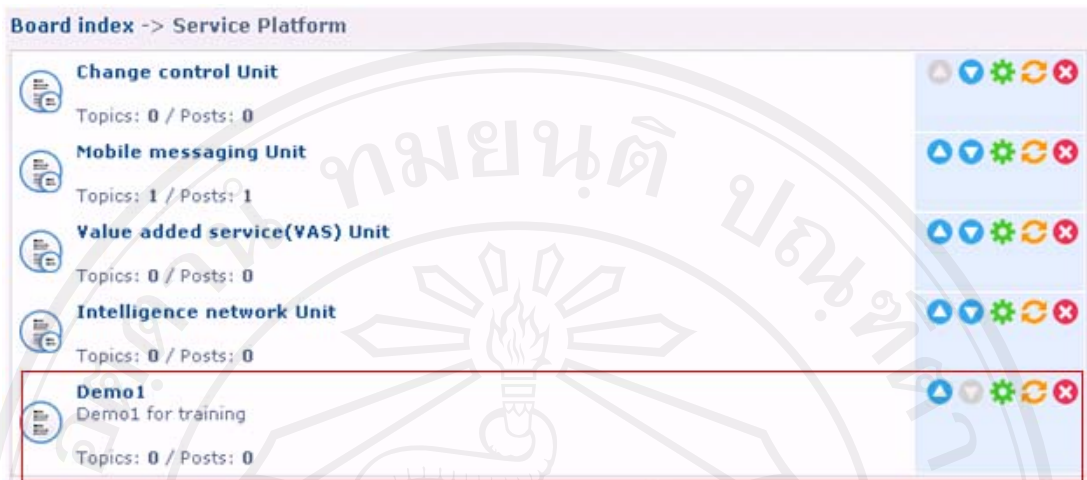 Board index -> Service Platform
Change control Unit
Topics: 0 / Posts: 0
Mobile messaging Unit
Topics: 1 / Posts: 1
Value added service(VAS) Unit
Topics: 0 / Posts: 0
Intelligence network Unit
Topics: 0 / Posts: 0
Demo1
Demo1 for training
Topics: 0 / Posts: 0